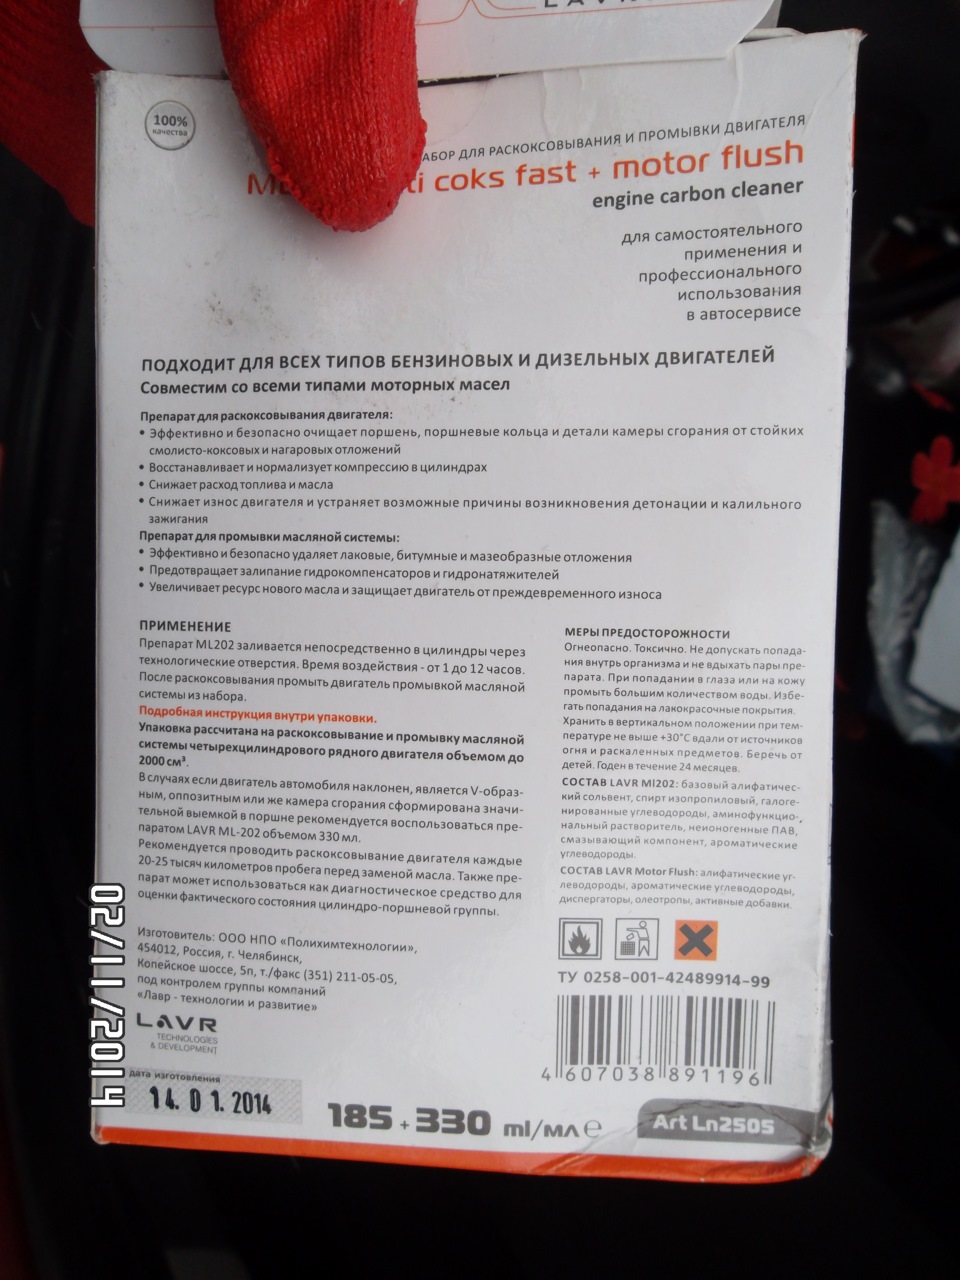 LAVR
100%
качества
АБОР ДЛЯ РАСКОКСОВЫВАНИЯ И ПРОМЫВКИ ДВИГАТЕЛЯ
ti coks fast + motor flush
engine carbon cleaner
для самостоятельного
применения и
профессионального
использования
в автосервисе
ПОДХОДИТ ДЛЯ ВСЕХ ТИПОВ БЕНЗИНОВЫХ И ДИЗЕЛЬНЫХ ДВИГАТЕЛЕЙ
Совместим со всеми типами моторных масел
Препарат для раскоксовывания двигателя:
• Эффективно и безопасно очищает поршень, поршневые кольца и детали камеры сгорания от стойких
смолисто-коксовых и нагаровых отложений
• Восстанавливает и нормализует компрессию в цилиндрах
• Снижает расход топлива и масла
• Снижает износ двигателя и устраняет возможные причины возникновения детонации и калильного
зажигания
Препарат для промывки масляной системы:
• Эффективно и безопасно удаляет лаковые, битумные и мазеобразные отложения
• Предотвращает залипание гидрокомпенсаторов и гидронатяжителей
• Увеличивает ресурс нового масла и защищает двигатель от преждевременного износа
ПРИМЕНЕНИЕ
Препарат ML202 заливается непосредственно в цилиндры через
технологические отверстия. Время воздействия - от 1 до 12 часов.
После раскоксовывания промыть двигатель промывкой масляной
системы из набора.
Подробная инструкция внутри упаковки.
Упаковка рассчитана на раскоксовывание и промывку масляной
системы четырехцилиндрового рядного двигателя объемом до
2000 см³.
В случаях если двигатель автомобиля наклонен, является V-образ-
ным, оппозитным или же камера сгорания сформирована значи-
тельной выемкой в поршне рекомендуется воспользоваться пре-
паратом LAVR ML-202 объемом 330 мл.
Рекомендуется проводить раскоксовывание двигателя каждые
20-25 тысяч километров пробега перед заменой масла. Также пре-
парат может использоваться как диагностическое средство для
оценки фактического состояния цилиндро-поршневой группы.
МЕРЫ ПРЕДОСТОРОЖНОСТИ
Огнеопасно. Токсично. Не допускать попада-
ния внутрь организма и не вдыхать пары пре-
парата. При попадании в глаза или на кожу
промыть большим количеством воды. Избе-
гать попадания на лакокрасочные покрытия.
Хранить в вертикальном положении при тем-
пературе не выше +30°С вдали от источников
огня и раскаленных предметов. Беречь от
детей. Годен в течение 24 месяцев.
СОСТАВ LAVR Ml202: базовый алифатичес-
кий сольвент, спирт изопропиловый, галоге-
нированные углеводороды, аминофункцио-
нальный растворитель, неионогенные ПАВ,
смазывающий компонент, ароматические
углеводороды.
СОСТАВ LAVR Motor Flush: алифатические уг-
леводороды, ароматические углеводороды,
диспергаторы, олеотропы, активные добавки.
Изготовитель: ООО НПО «Полихимтехнологии»,
454012, Россия, г. Челябинск,
Копейское шоссе, 5п, т./факс (351) 211-05-05,
под контролем группы компаний
«Лавр - технологии и развитие»
LAVR
TECHNOLOGIES
& DEVELOPMENT
ТУ 0258-001-42489914-99
4 607038 891196
дата изготовления
14. 01. 2014
185 + 330 ml/мл e
Art Ln2505
20/11/2014